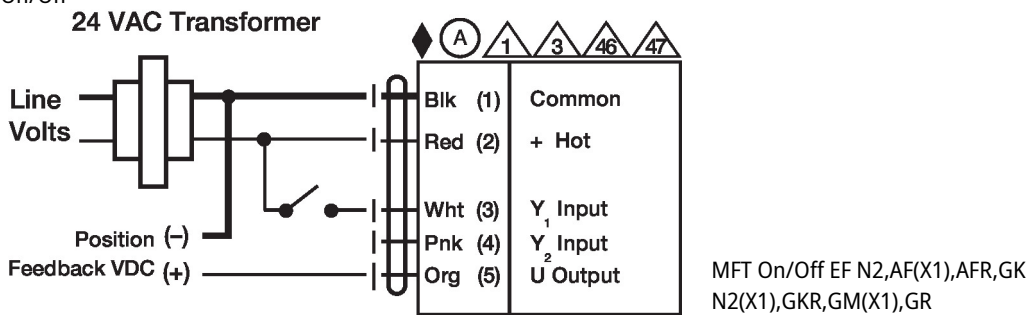 On/Off
24 VAC Transformer
A 1 3 46 47
Line
Volts
Blk (1) Common
Red (2) + Hot
Wht (3) Y1 Input
Pnk (4) Y2 Input
Org (5) U Output
Position (–)
Feedback VDC (+)
MFT On/Off EF N2,AF(X1),AFR,GK
N2(X1),GKR,GM(X1),GR